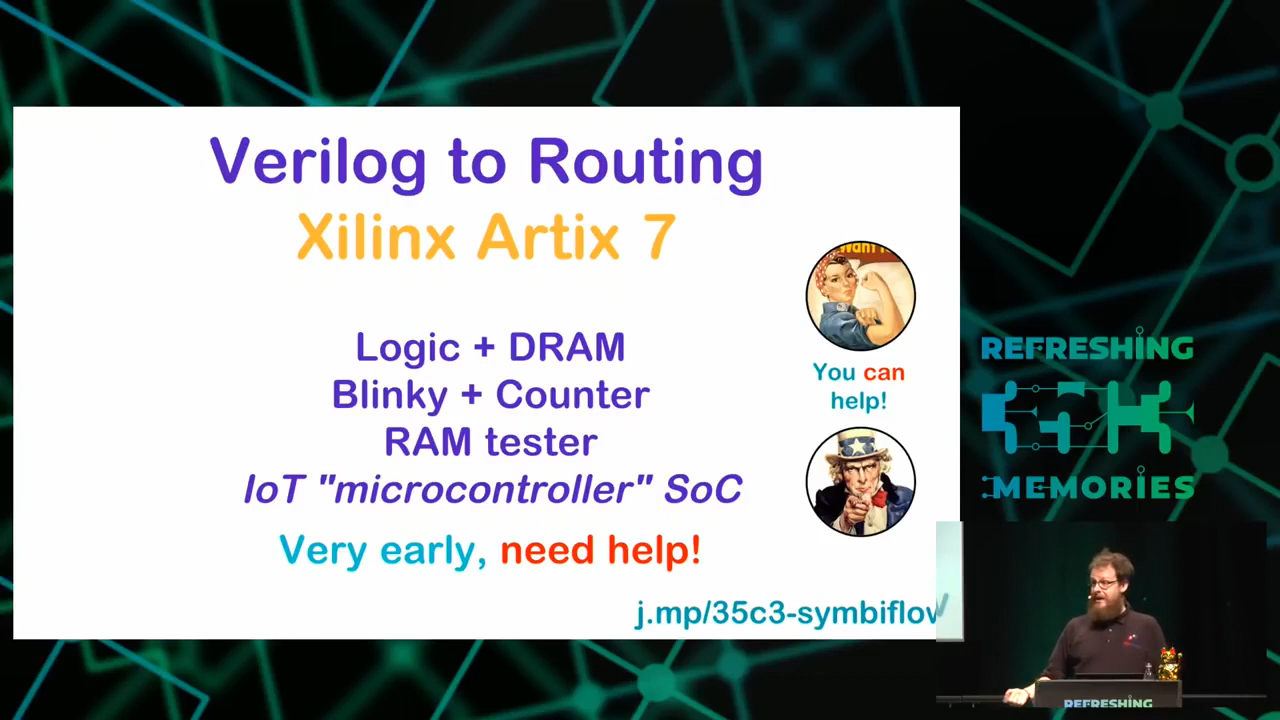 Verilog to Routing
Xilinx Artix 7
Logic + DRAM
Blinky + Counter
RAM tester
IoT "microcontroller" SoC
Very early, need help!
You can
help!
j.mp/35c3-symbiflow
REFRESHING
35C3
MEMORIES
REFRESHING